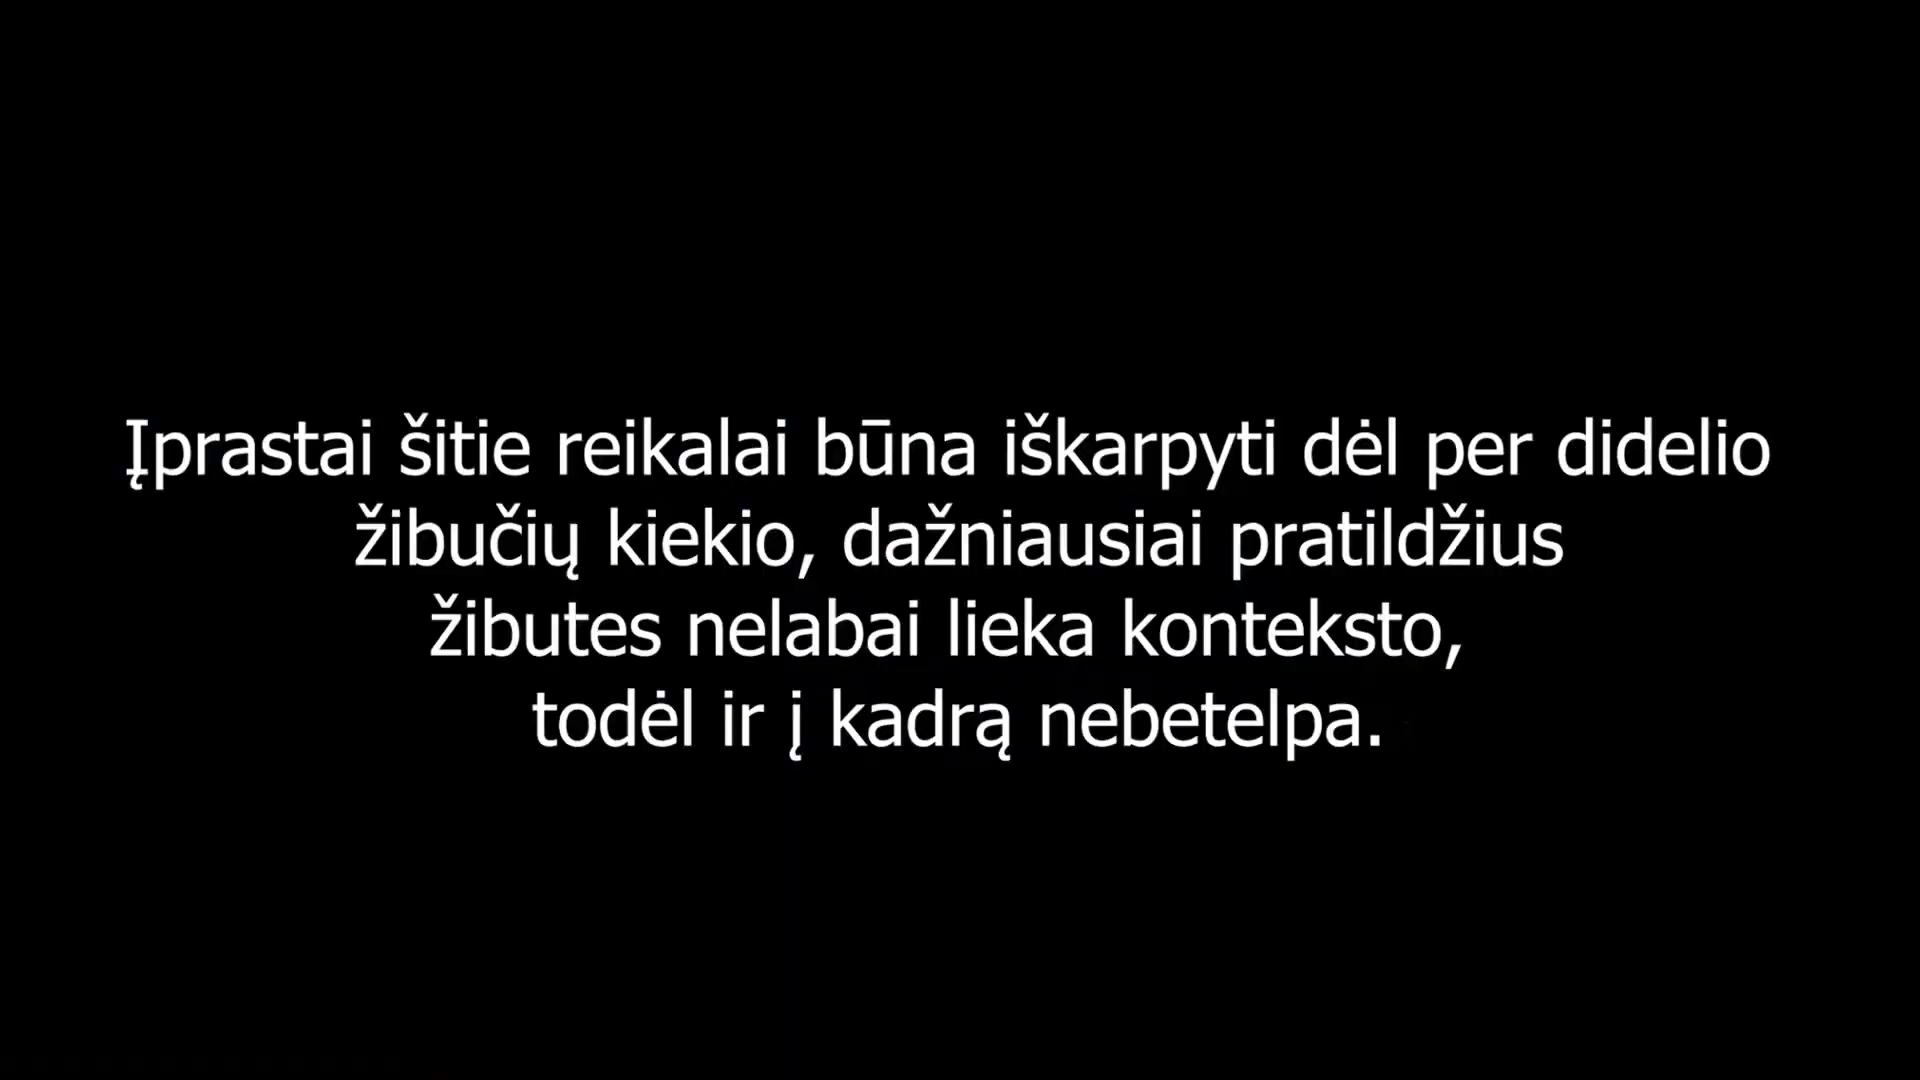 Įprastai šitie reikalai būna iškarpyti dėl per didelio
žibučių kiekio, dažniausiai pratildžius
žibutes nelabai lieka konteksto,
todėl ir į kadrą nebetelpa.